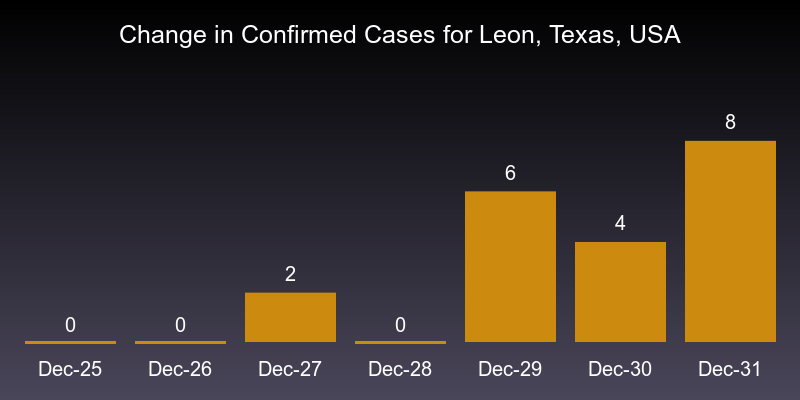 Change in Confirmed Cases for Leon, Texas, USA
8
6
4
2
0 0 0
Dec-25 Dec-26 Dec-27 Dec-28 Dec-29 Dec-30 Dec-31